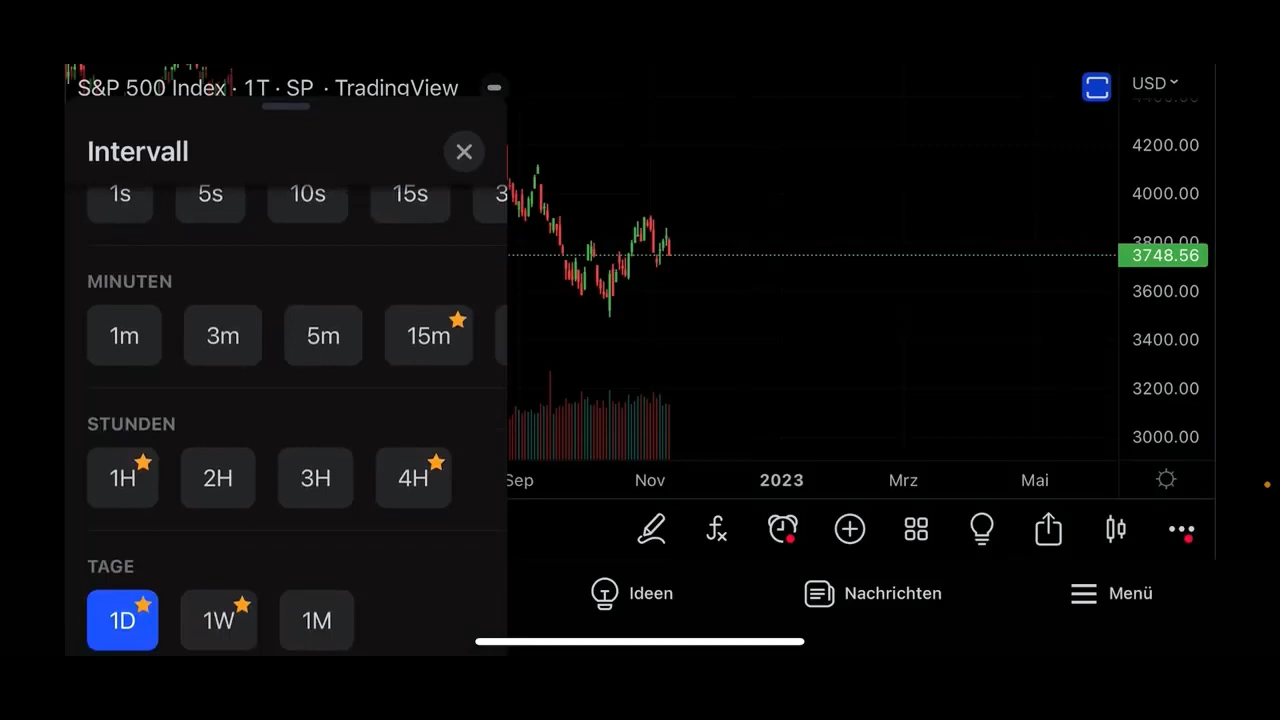 S&P 500 Index · 1T · SP · TradingView
USD
Intervall
1s 5s 10s 15s
MINUTEN
1m 3m 5m 15m
STUNDEN
1H 2H 3H 4H
TAGE
1D 1W 1M
4200.00
4000.00
3800.00
3748.56
3600.00
3400.00
3200.00
3000.00
Sep Nov 2023 Mrz Mai
Ideen Nachrichten Menü